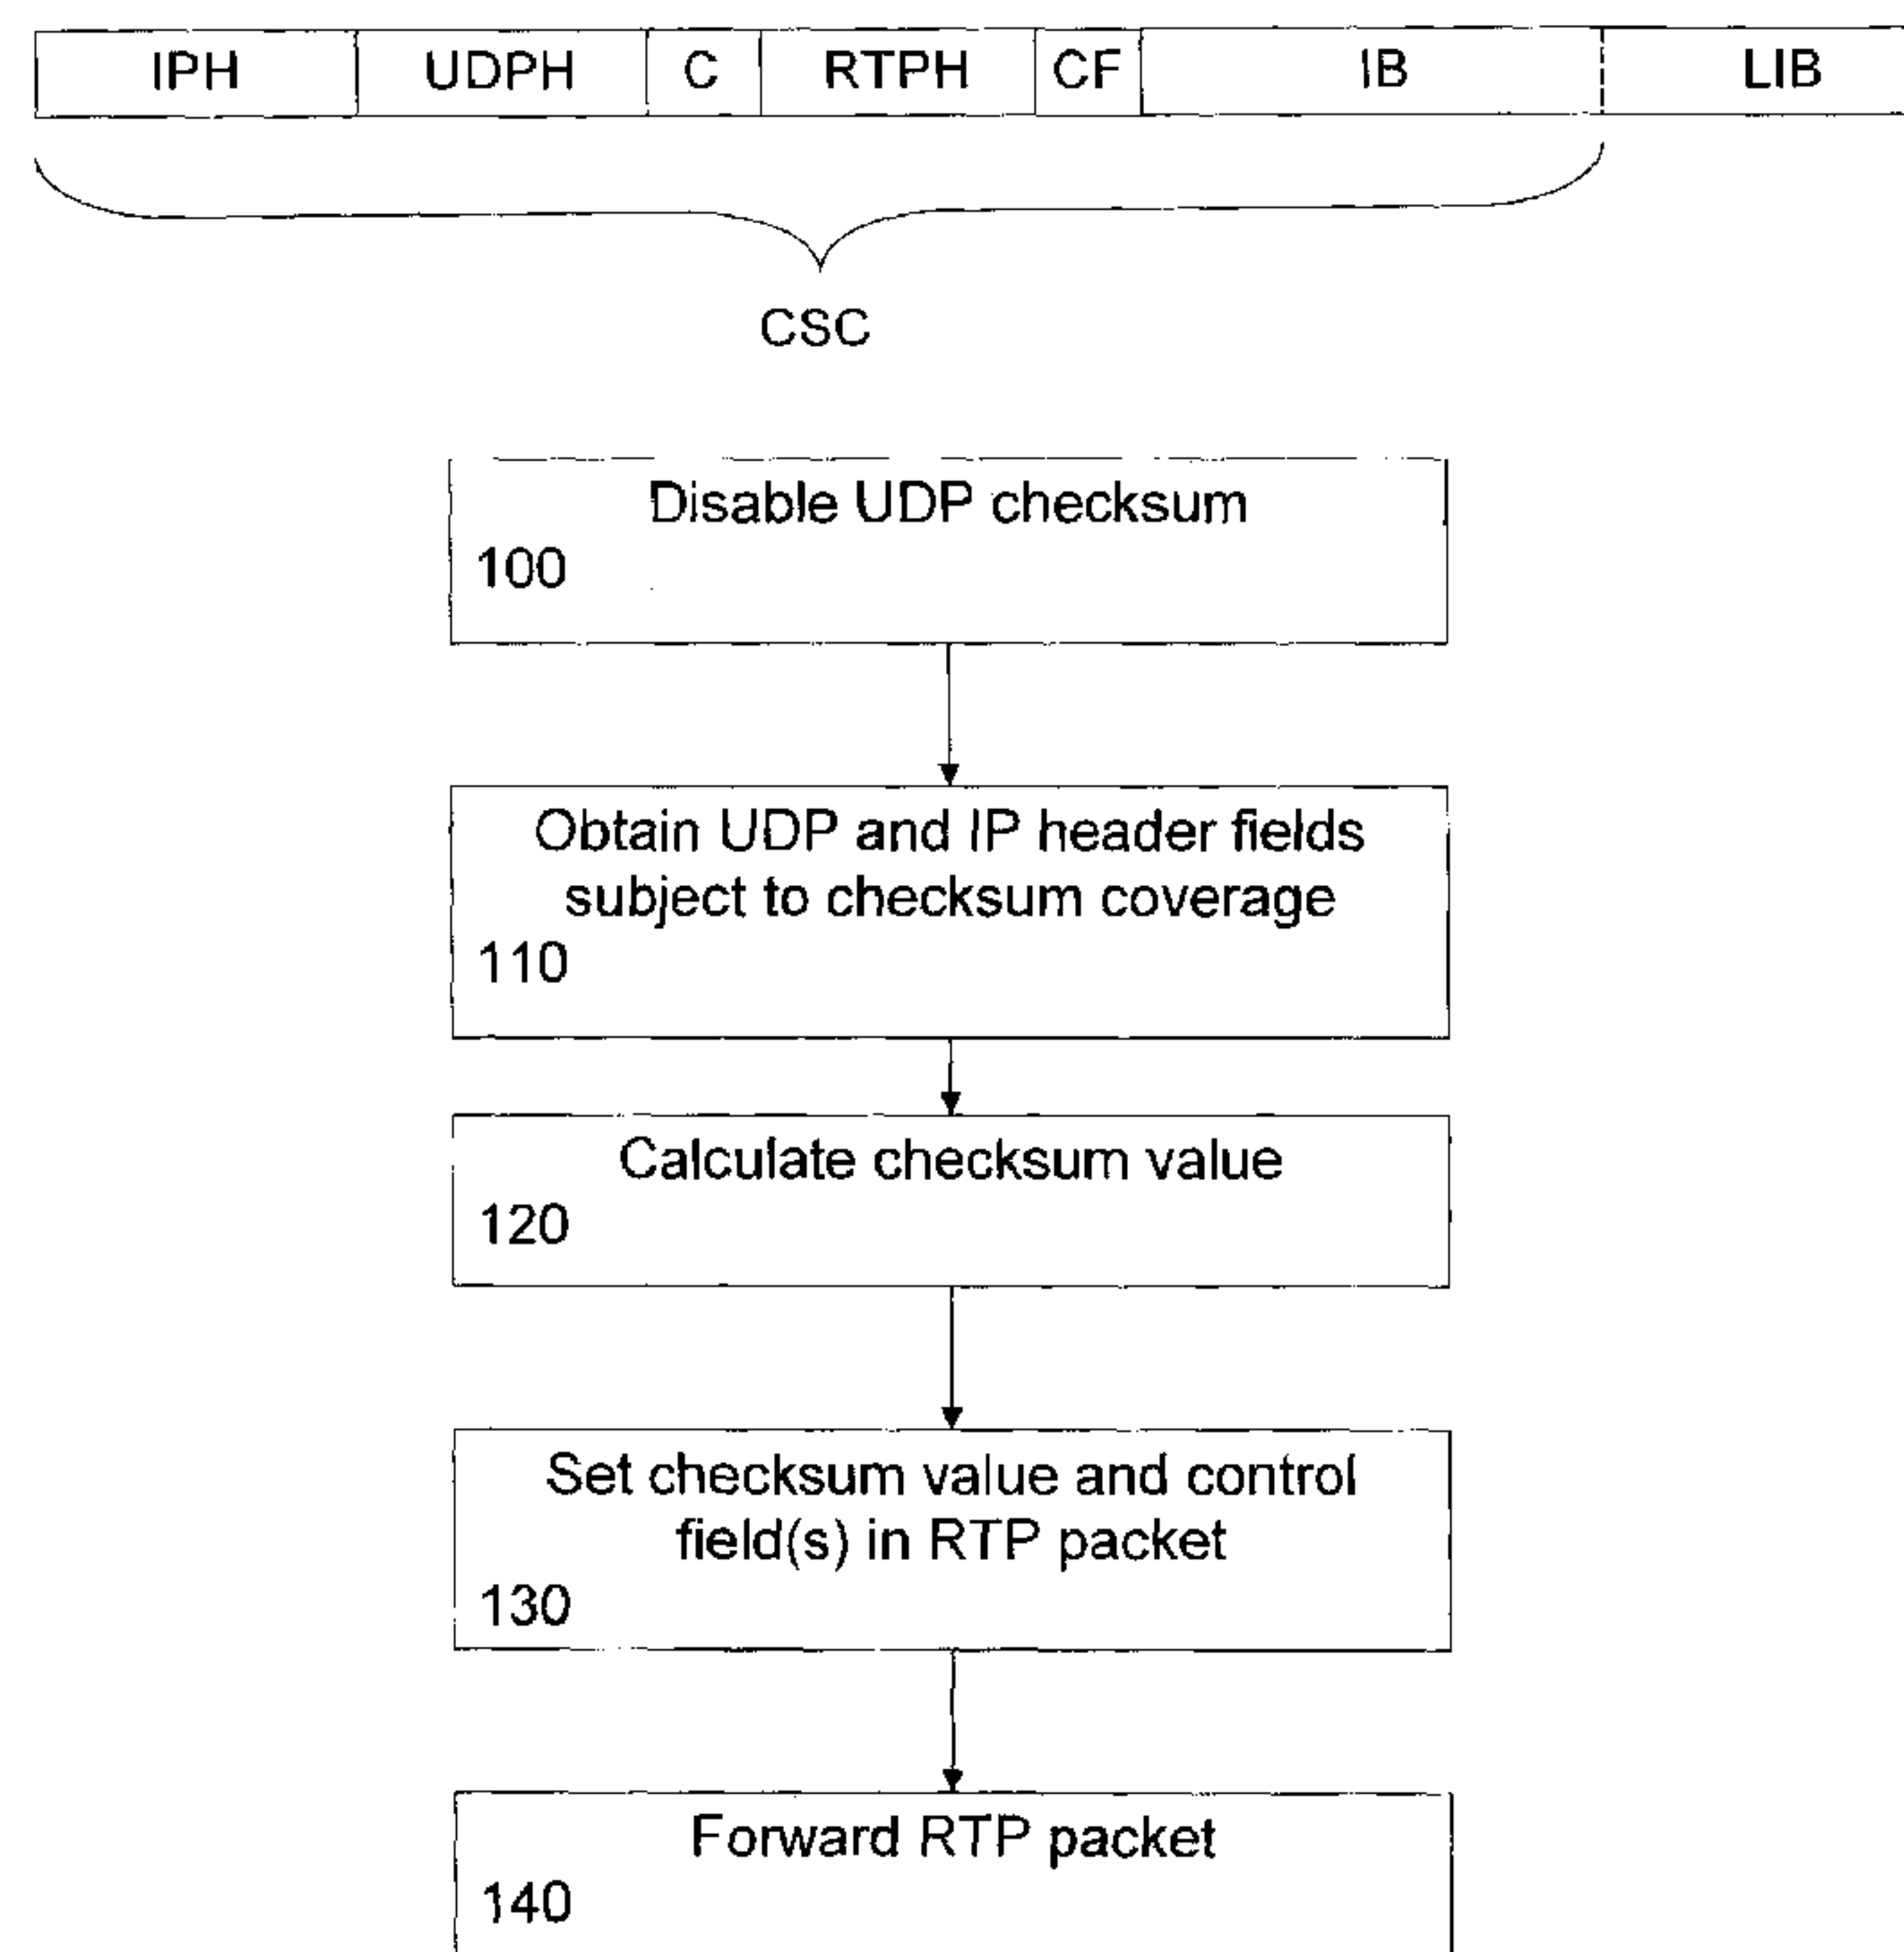 IPH UDPH C RTPH CF IB LIB
CSC
Disable UDP checksum
100
Obtain UDP and IP header fields
subject to checksum coverage
110
Calculate checksum value
120
Set checksum value and control
field(s) in RTP packet
130
Forward RTP packet
140